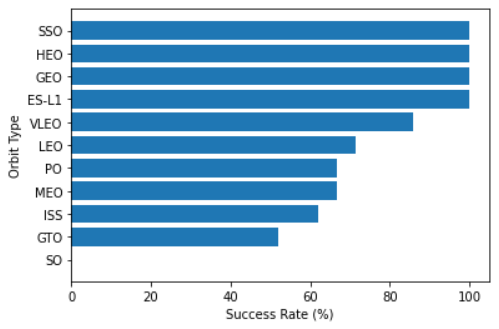 SSO
HEO
GEO
ES-L1
VLEO
LEO
PO
MEO
ISS
GTO
SO
Orbit Type
0 20 40 60 80 100
Success Rate (%)